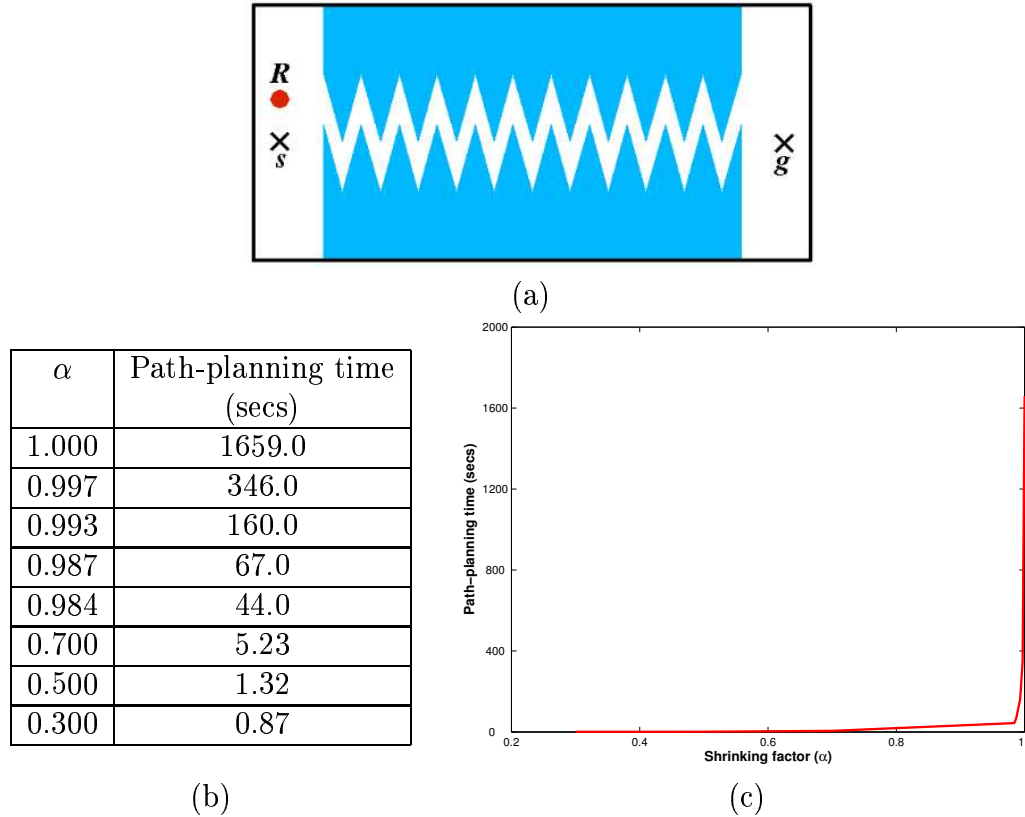 R
s
g
(a)
α Path-planning time
(secs)
1.000 1659.0
0.997 346.0
0.993 160.0
0.987 67.0
0.984 44.0
0.700 5.23
0.500 1.32
0.300 0.87
(b)
2000
1600
1200
800
400
0
Path–planning time (secs)
0.2 0.4 0.6 0.8 1
Shrinking factor (α)
(c)